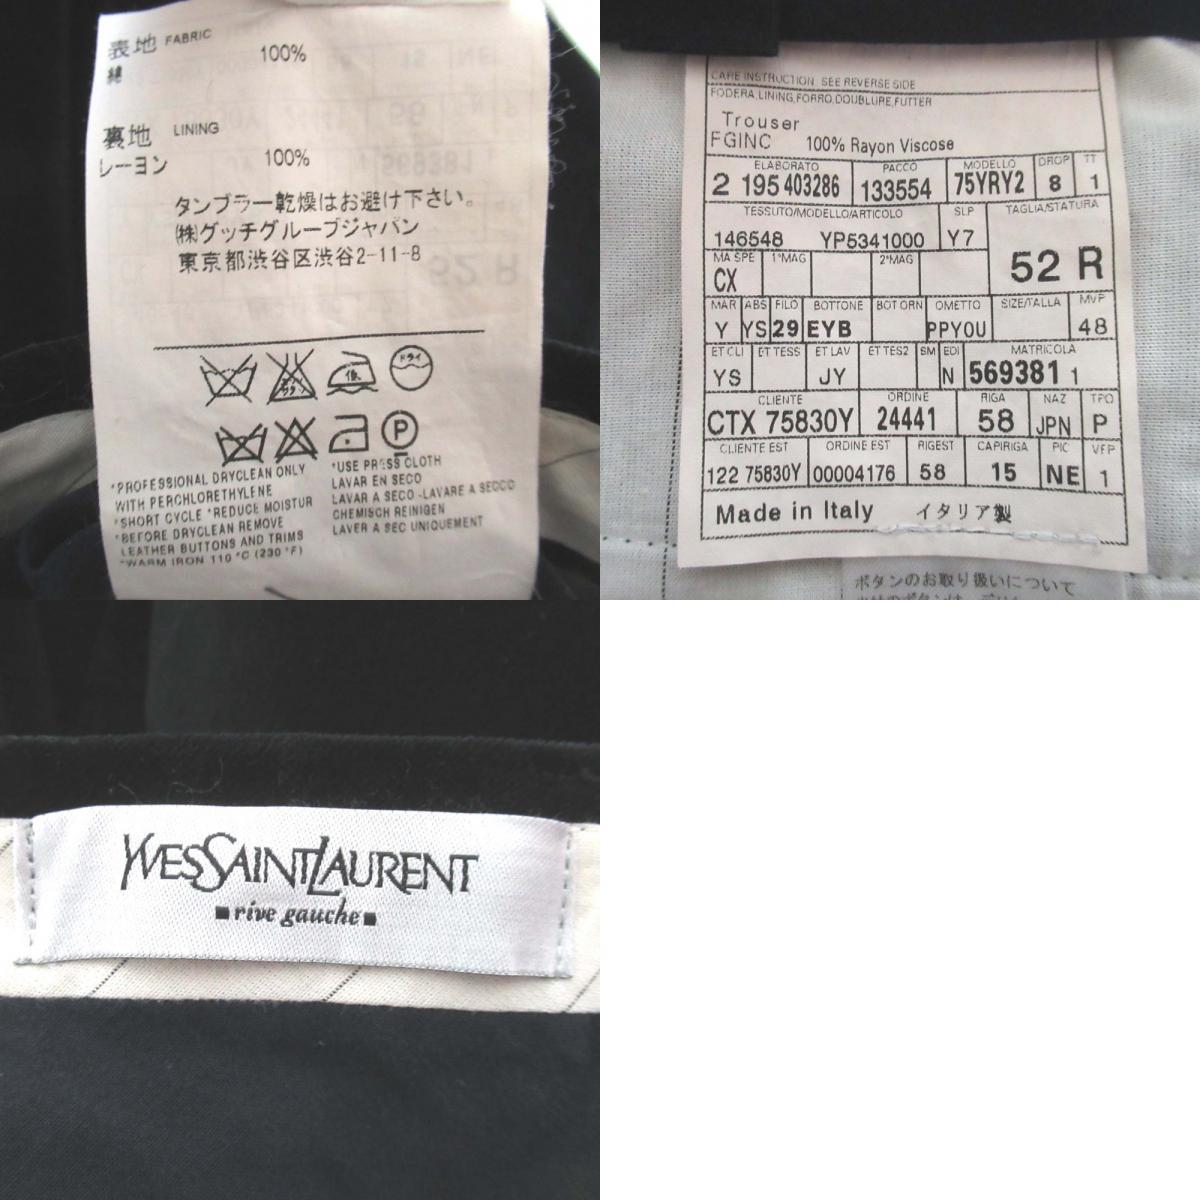 表地 FABRIC
綿 100%
裏地 LINING
レーヨン 100%
タンブラー乾燥はお避け下さい。
㈱グッチグループジャパン
東京都渋谷区渋谷2-11-8
ドライ
*PROFESSIONAL DRYCLEAN ONLY
WITH PERCHLORETHYLENE
*SHORT CYCLE *REDUCE MOISTUR
*BEFORE DRYCLEAN REMOVE
LEATHER BUTTONS AND TRIMS
*WARM IRON 110 °C (230 °F)
*USE PRESS CLOTH
LAVAR EN SECO
LAVAR A SECO -LAVARE A SECCO
CHEMISCH REINIGEN
LAVER A SEC UNIQUEMENT
CARE INSTRUCTION SEE REVERSE SIDE
FODERA,LINING,FORRO,DOUBLURE,FUTTER
Trouser
FGINC 100% Rayon Viscose
ELABORATO PACCO MODELLO DROP TT
2 195 403286 133554 75YRY2 8 1
TESSUTO/MODELLO/ARTICOLO SLP TAGLIA/STATURA
146548 YP5341000 Y7 52 R
MA SPE 1°MAG 2°MAG
CX
MAR ABS FILO BOTTONE BOT ORN OMETTO SIZE/TALLA MVP
Y YS 29 EYB PPYOU 48
ET CLI ET TESS ET LAV ET TES2 SM EDI MATRICOLA
YS JY N 569381 1
CLIENTE ORDINE RIGA NAZ TPO
CTX 75830Y 24441 58 JPN P
CLIENTE EST ORDINE EST RIGEST CAPIRIGA PIC VFP
122 75830Y 00004176 58 15 NE 1
Made in Italy イタリア製
ボタンのお取り扱いについて
YVESSAINTLAURENT
rive gauche